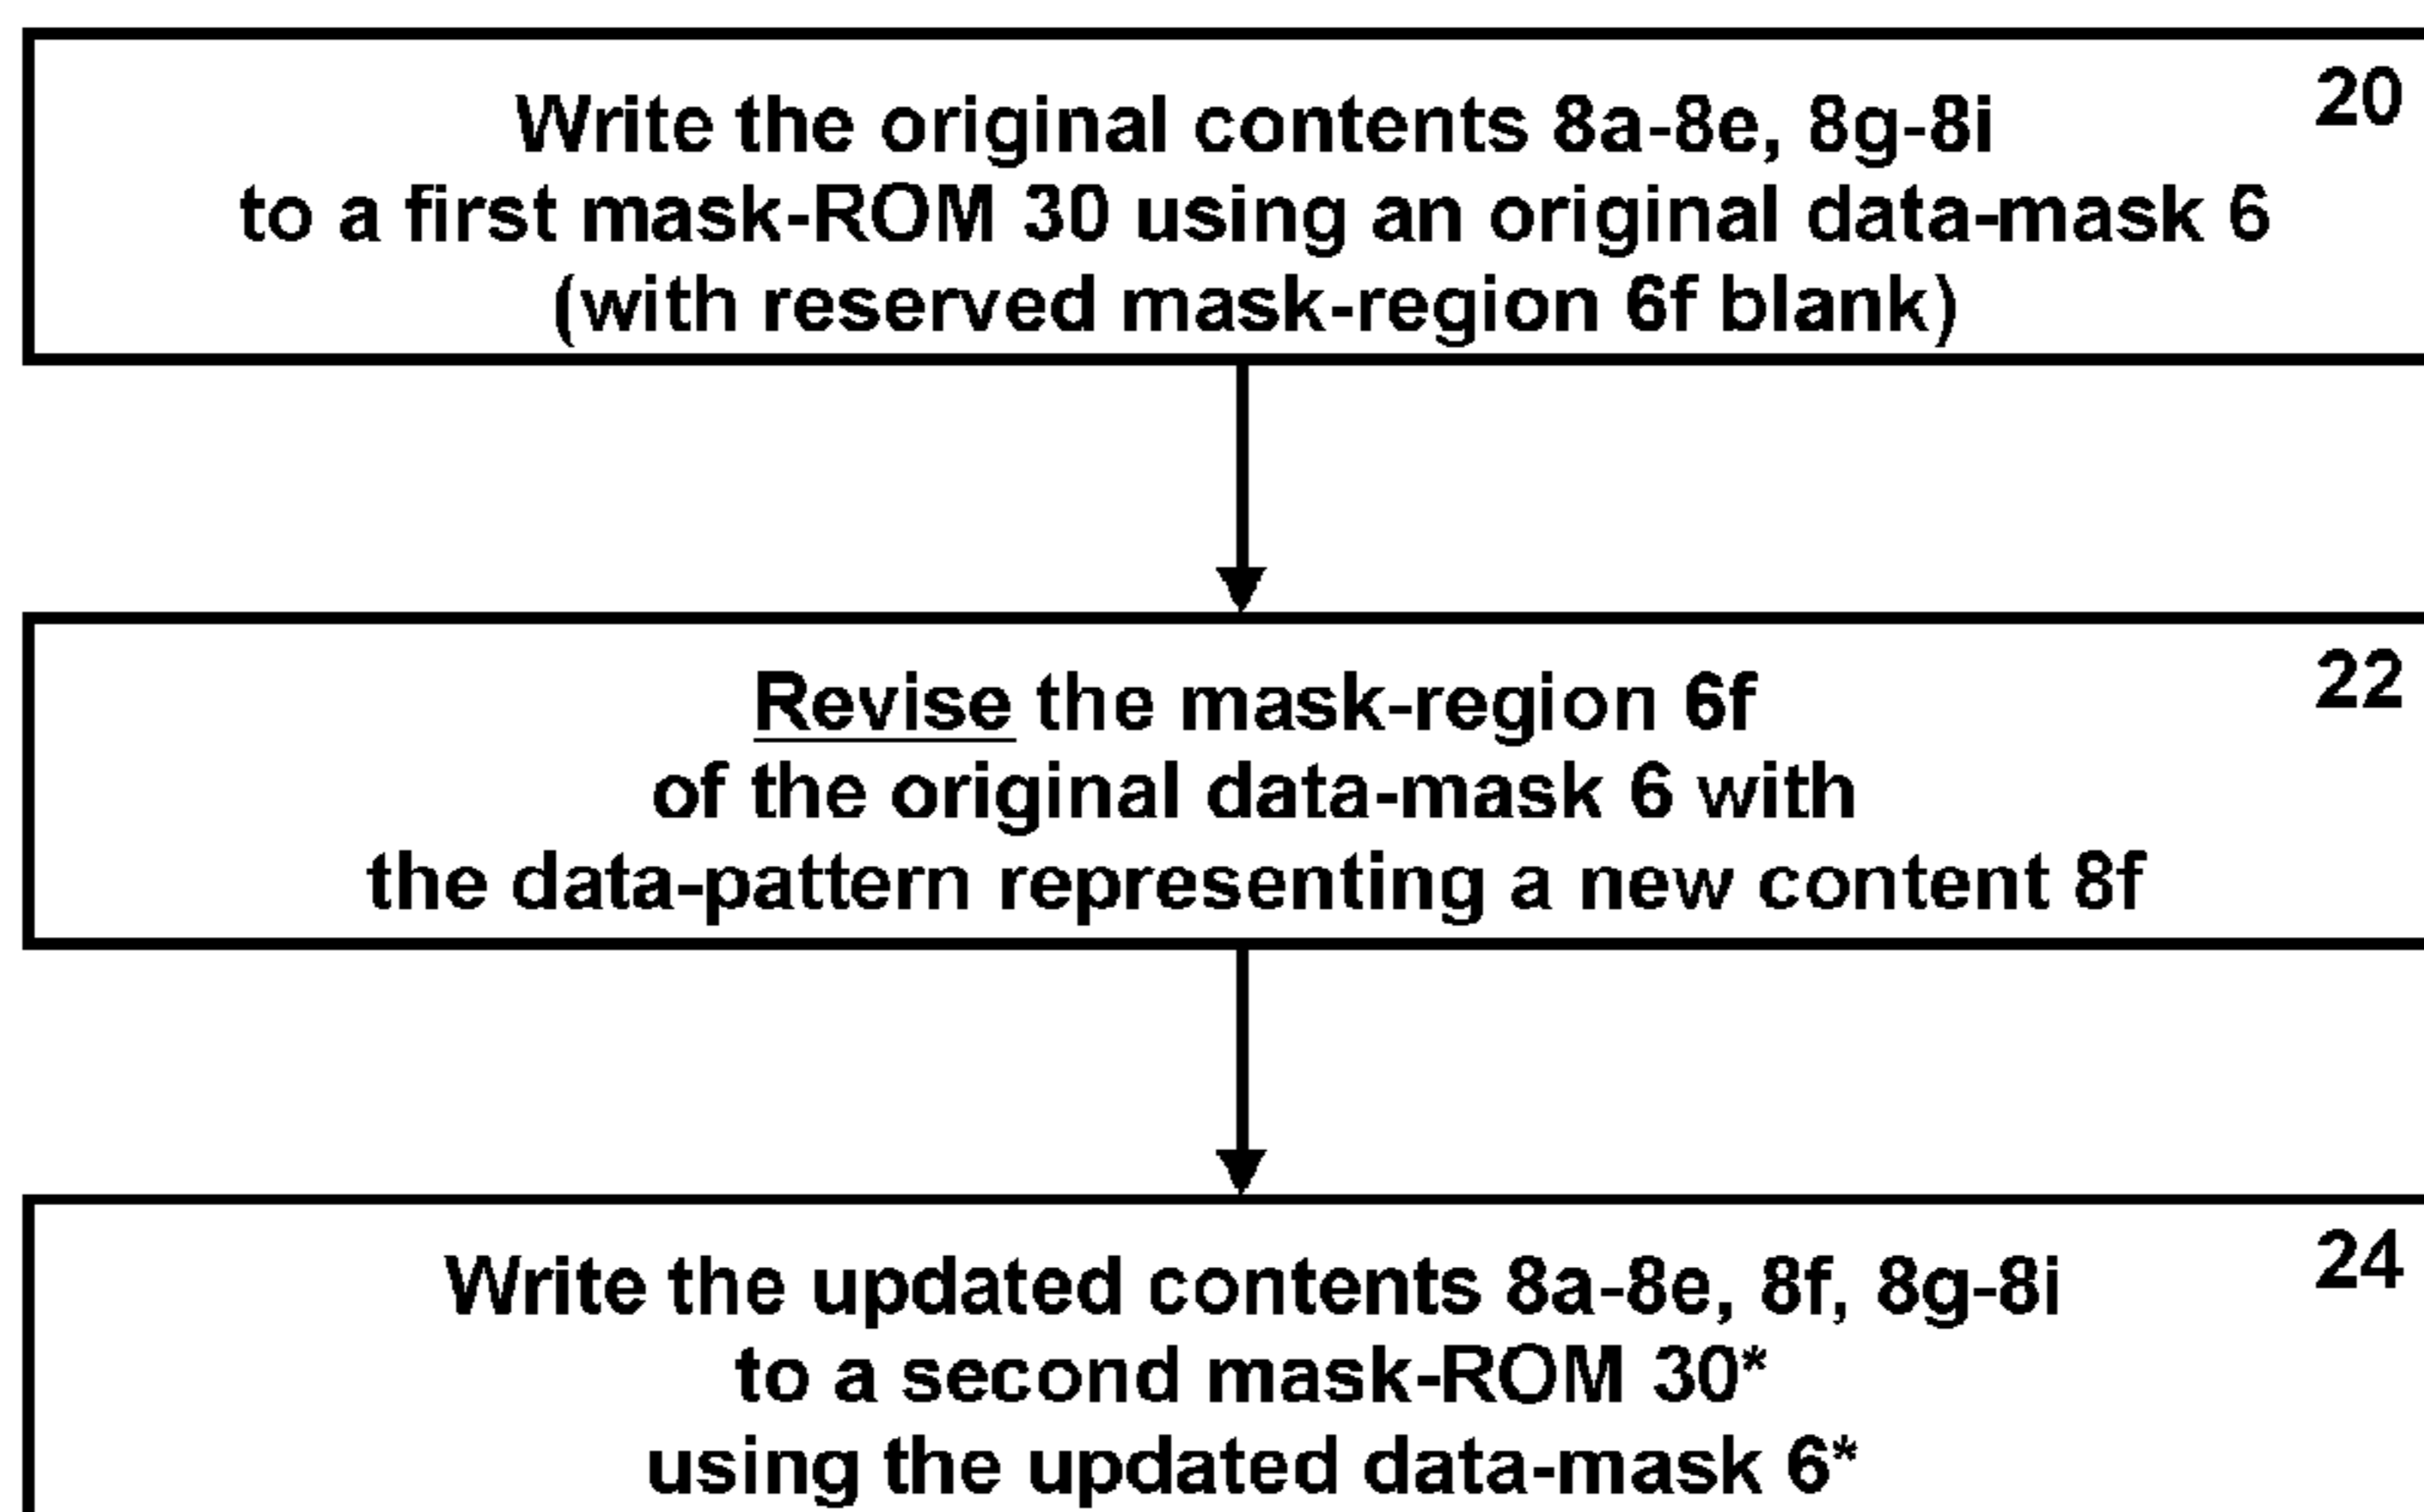 20
Write the original contents 8a-8e, 8g-8i
to a first mask-ROM 30 using an original data-mask 6
(with reserved mask-region 6f blank)
22
Revise the mask-region 6f
of the original data-mask 6 with
the data-pattern representing a new content 8f
24
Write the updated contents 8a-8e, 8f, 8g-8i
to a second mask-ROM 30*
using the updated data-mask 6*